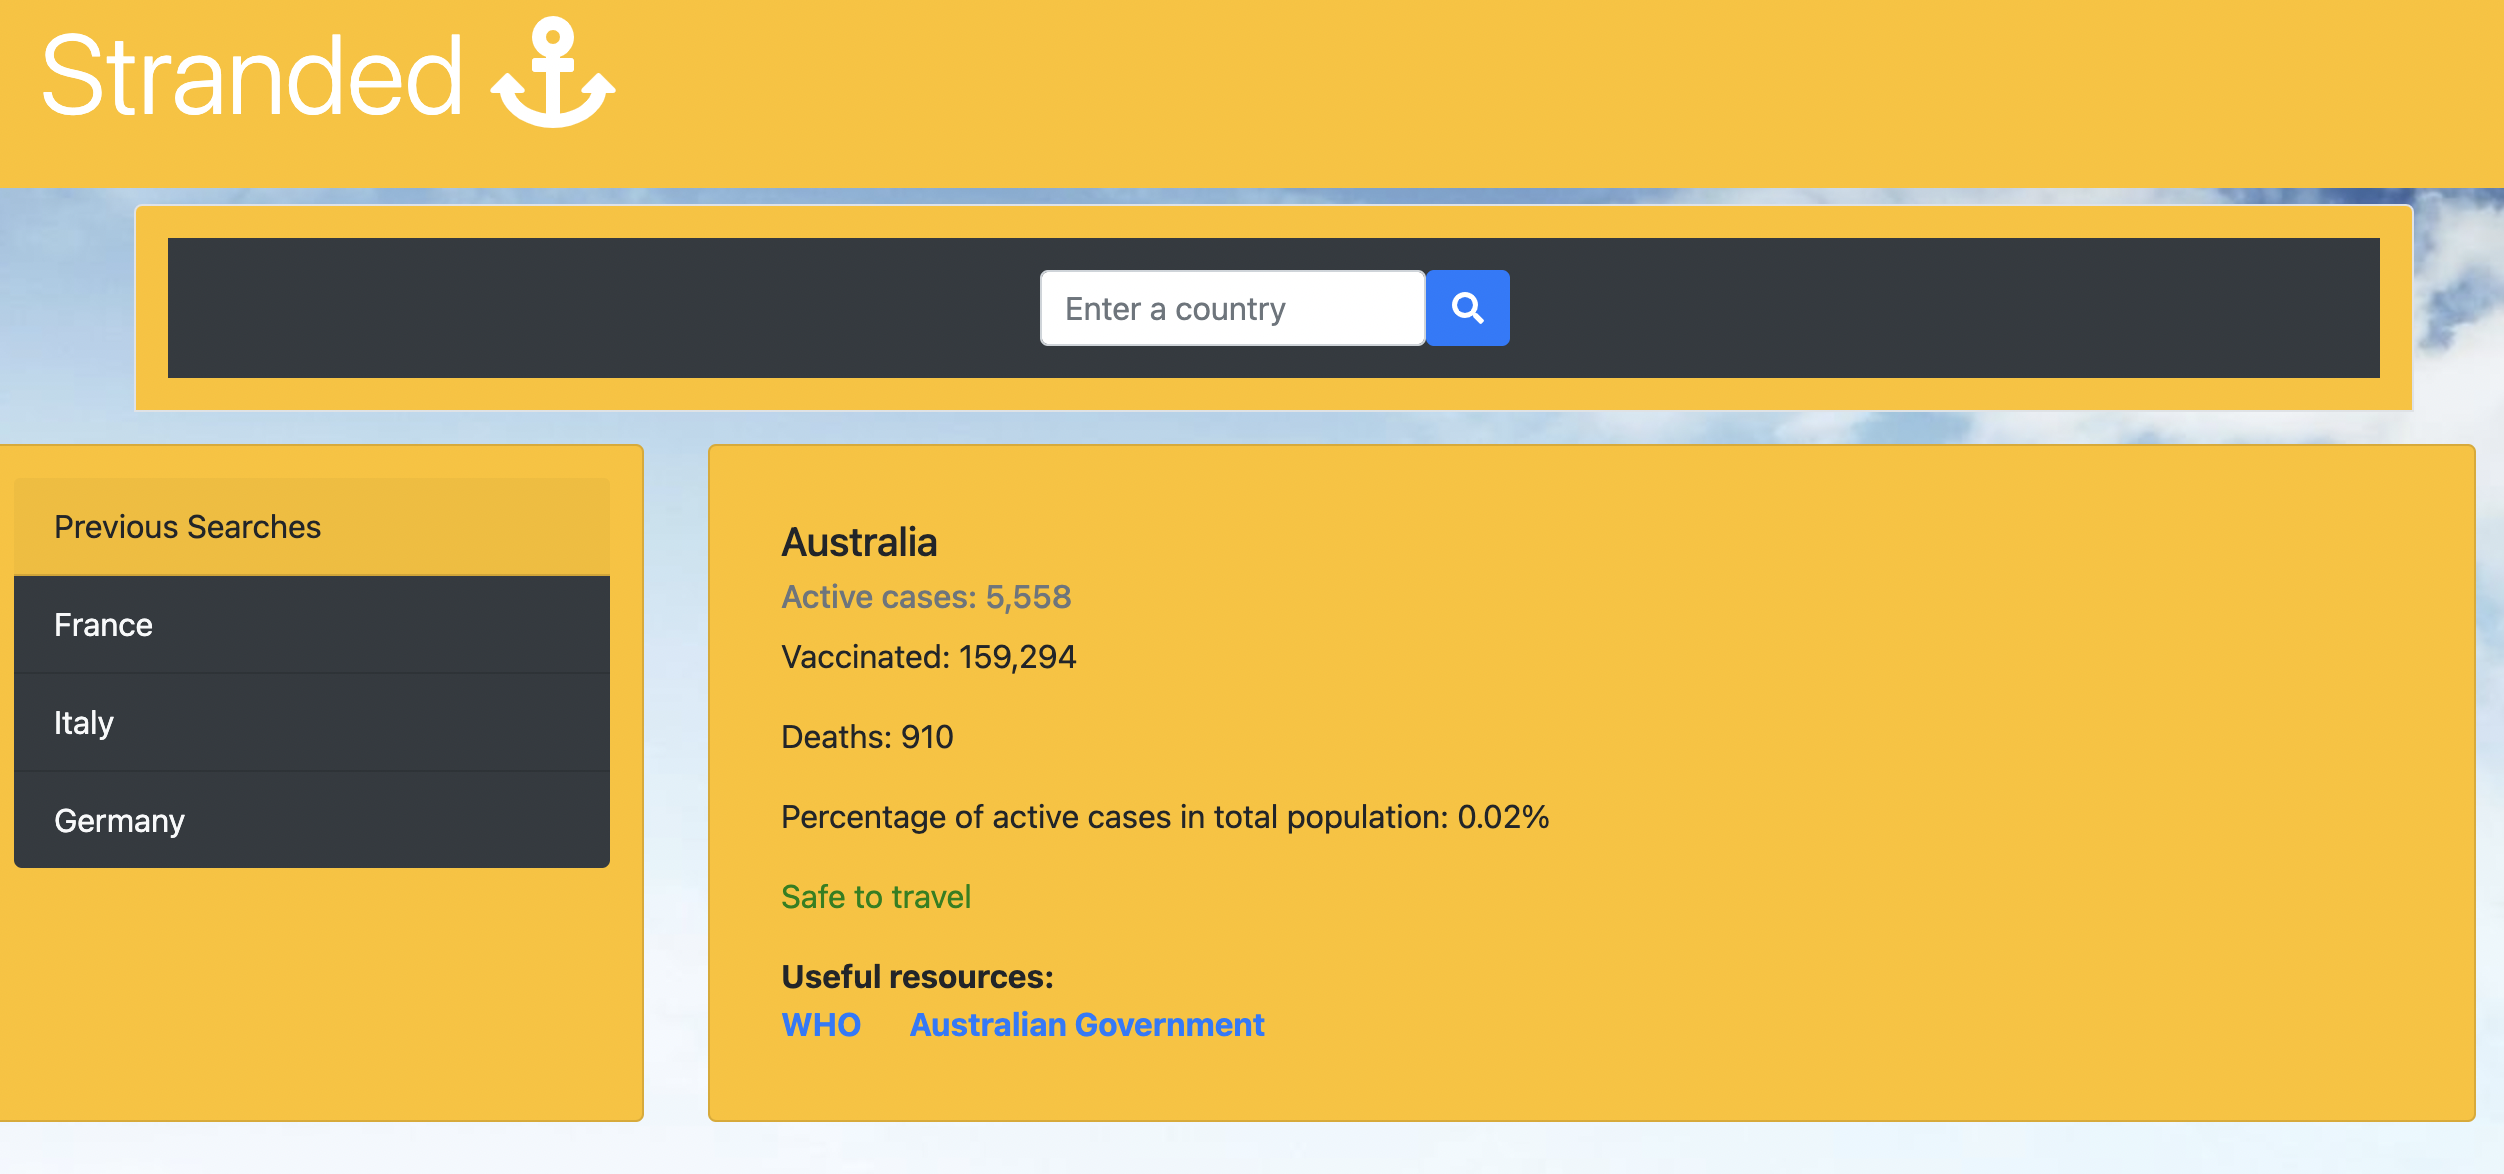 Stranded
Enter a country
Previous Searches
France
Italy
Germany
Australia
Active cases: 5,558
Vaccinated: 159,294
Deaths: 910
Percentage of active cases in total population: 0.02%
Safe to travel
Useful resources:
WHO Australian Government